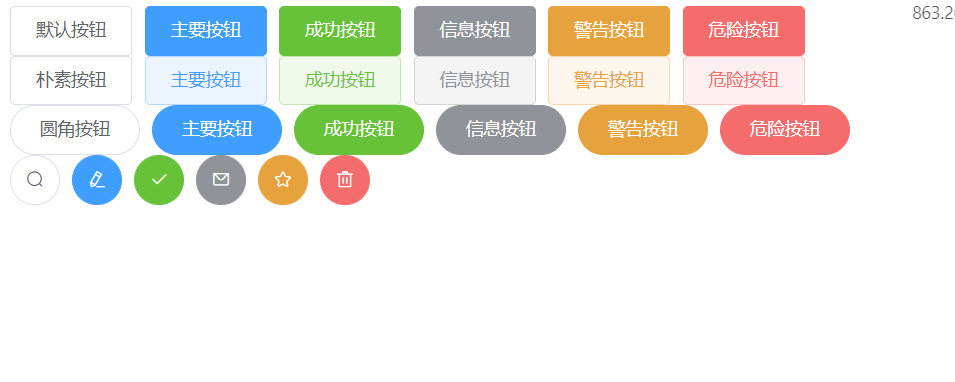 默认按钮 主要按钮 成功按钮 信息按钮 警告按钮 危险按钮 863.2
朴素按钮 主要按钮 成功按钮 信息按钮 警告按钮 危险按钮
圆角按钮 主要按钮 成功按钮 信息按钮 警告按钮 危险按钮